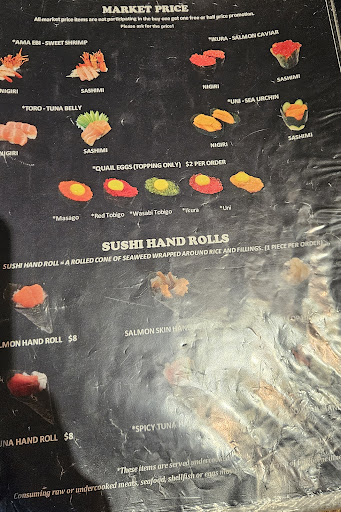 MARKET PRICE
All market price items are not participating in the buy one get one free or half price promotion.
Please ask for the price!
*AMA EBI - SWEET SHRIMP
*IKURA - SALMON CAVIAR
NIGIRI
SASHIMI
NIGIRI
SASHIMI
*TORO - TUNA BELLY
*UNI - SEA URCHIN
NIGIRI
SASHIMI
NIGIRI
SASHIMI
*QUAIL EGGS (TOPPING ONLY) $2 PER ORDER
*Masago *Red Tobigo *Wasabi Tobigo *Ikura *Uni
SUSHI HAND ROLLS
SUSHI HAND ROLL = A ROLLED CONE OF SEAWEED WRAPPED AROUND RICE AND FILLINGS. (1 PIECE PER ORDER)
LMON HAND ROLL $8
SALMON SKIN HAN
UNA HAND ROLL $8
*SPICY TUNA
*These items are served underco
Consuming raw or undercooked meats, seafood, shellfish or eggs may